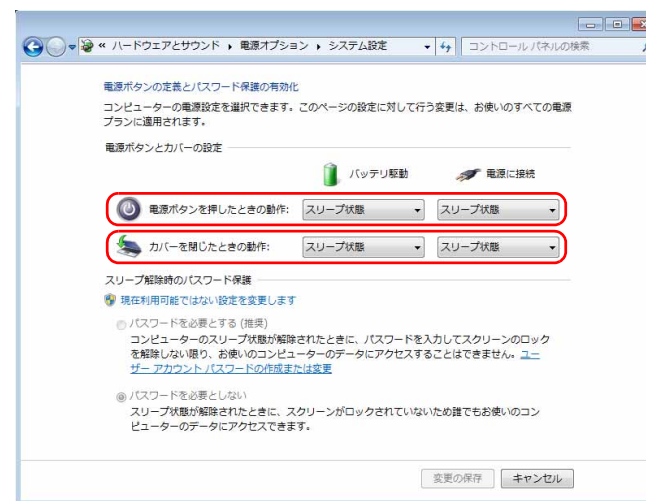 « ハードウェアとサウンド ▸ 電源オプション ▸ システム設定 コントロール パネルの検索
電源ボタンの定義とパスワード保護の有効化
コンピューターの電源設定を選択できます。このページの設定に対して行う変更は、お使いのすべての電源
プランに適用されます。
電源ボタンとカバーの設定
バッテリ駆動 電源に接続
電源ボタンを押したときの動作: スリープ状態 スリープ状態
カバーを閉じたときの動作: スリープ状態 スリープ状態
スリープ解除時のパスワード保護
現在利用可能ではない設定を変更します
パスワードを必要とする (推奨)
コンピューターのスリープ状態が解除されたときに、パスワードを入力してスクリーンのロック
を解除しない限り、お使いのコンピューターのデータにアクセスすることはできません。ユー
ザー アカウント パスワードの作成または変更
パスワードを必要としない
スリープ状態が解除されたときに、スクリーンがロックされていないため誰でもお使いのコン
ピューターのデータにアクセスできます。
変更の保存 キャンセル